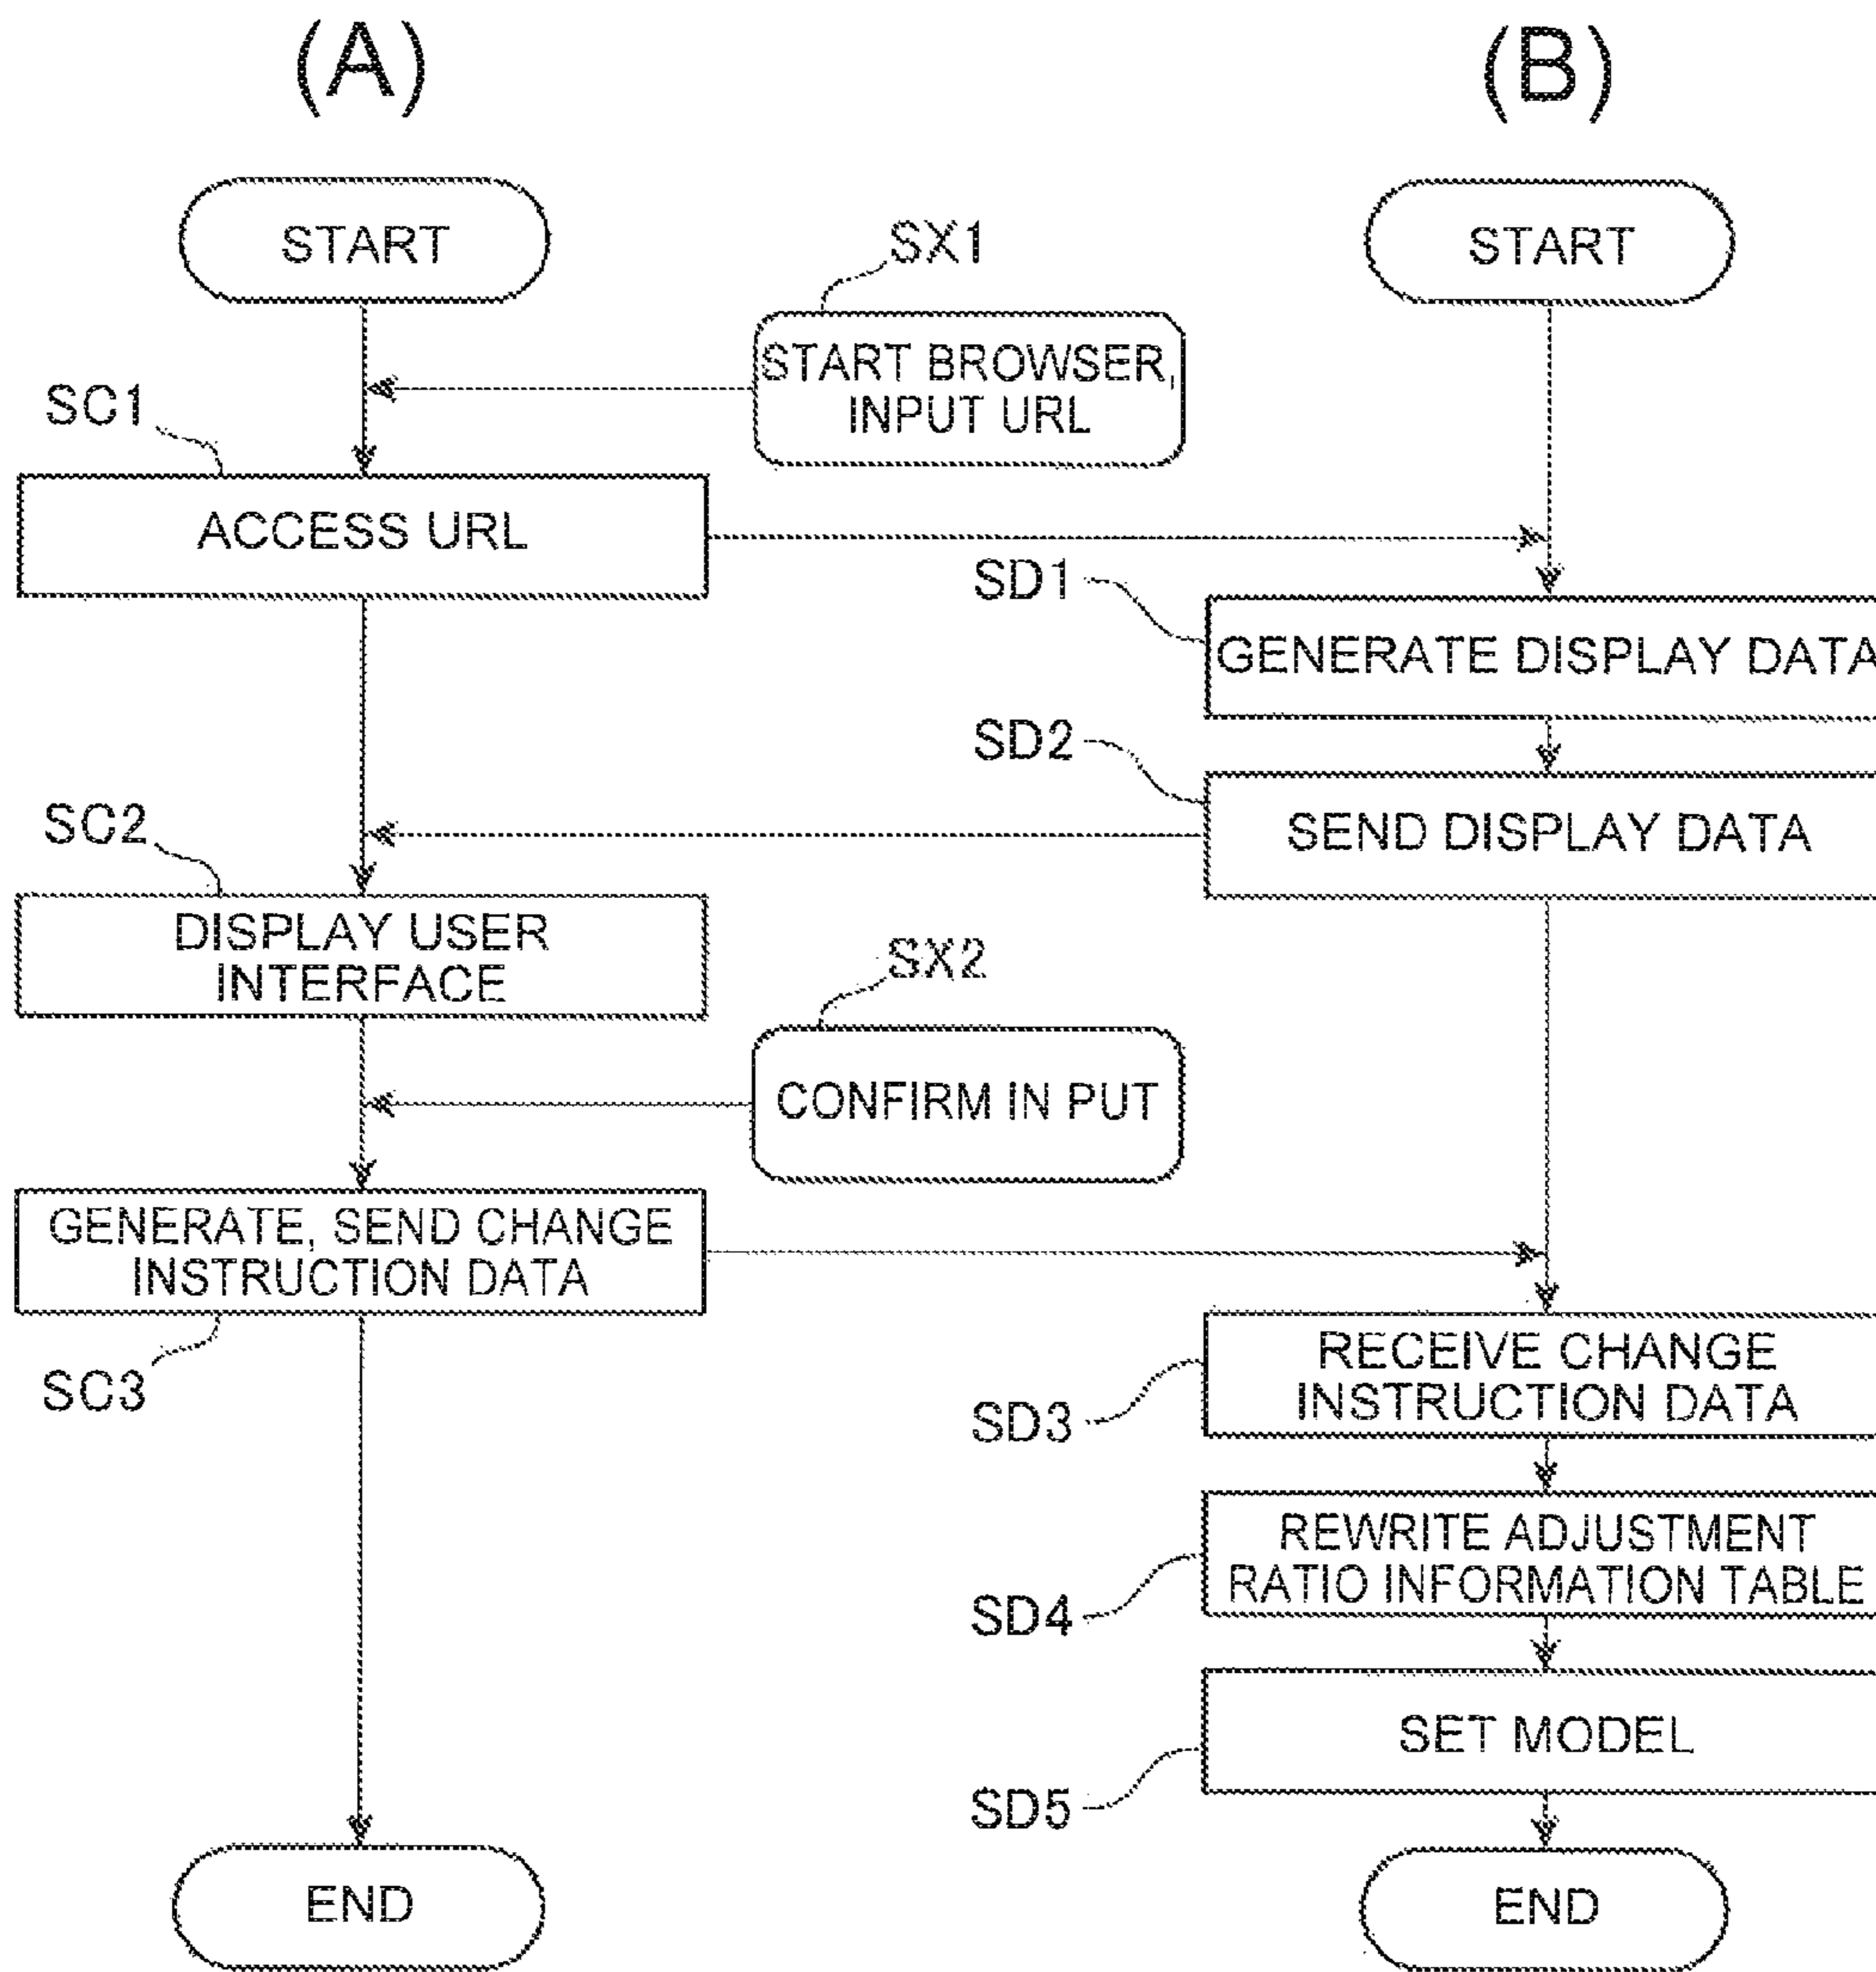 (A)
(B)
START
START
SX1
START BROWSER,
INPUT URL
SC1
ACCESS URL
SD1
GENERATE DISPLAY DATA
SD2
SEND DISPLAY DATA
SC2
DISPLAY USER
INTERFACE
SX2
CONFIRM IN PUT
GENERATE, SEND CHANGE
INSTRUCTION DATA
SC3
RECEIVE CHANGE
INSTRUCTION DATA
SD3
REWRITE ADJUSTMENT
RATIO INFORMATION TABLE
SD4
SET MODEL
SD5
END
END